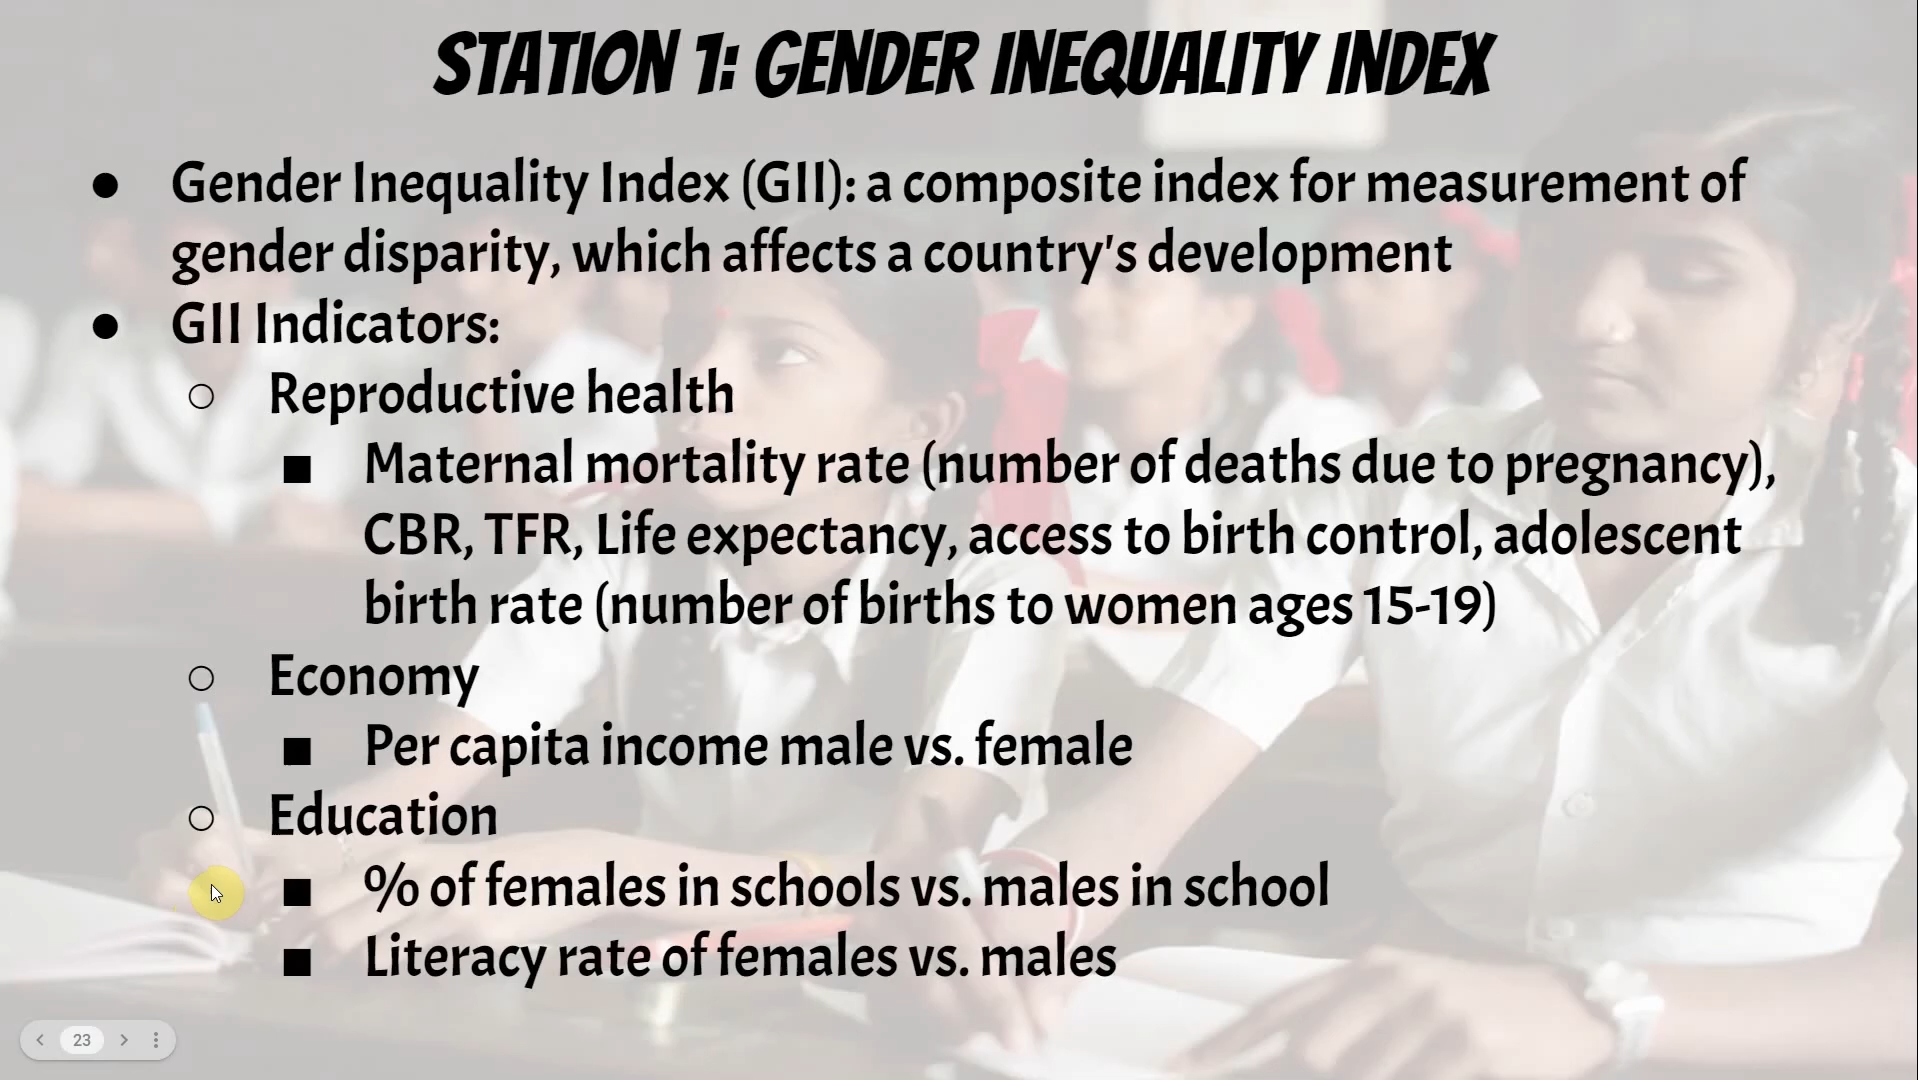 STATION 1: GENDER INEQUALITY INDEX
● Gender Inequality Index (GII): a composite index for measurement of
gender disparity, which affects a country's development
● GII Indicators:
○ Reproductive health
■ Maternal mortality rate (number of deaths due to pregnancy),
CBR, TFR, Life expectancy, access to birth control, adolescent
birth rate (number of births to women ages 15-19)
○ Economy
■ Per capita income male vs. female
○ Education
■ % of females in schools vs. males in school
■ Literacy rate of females vs. males
23